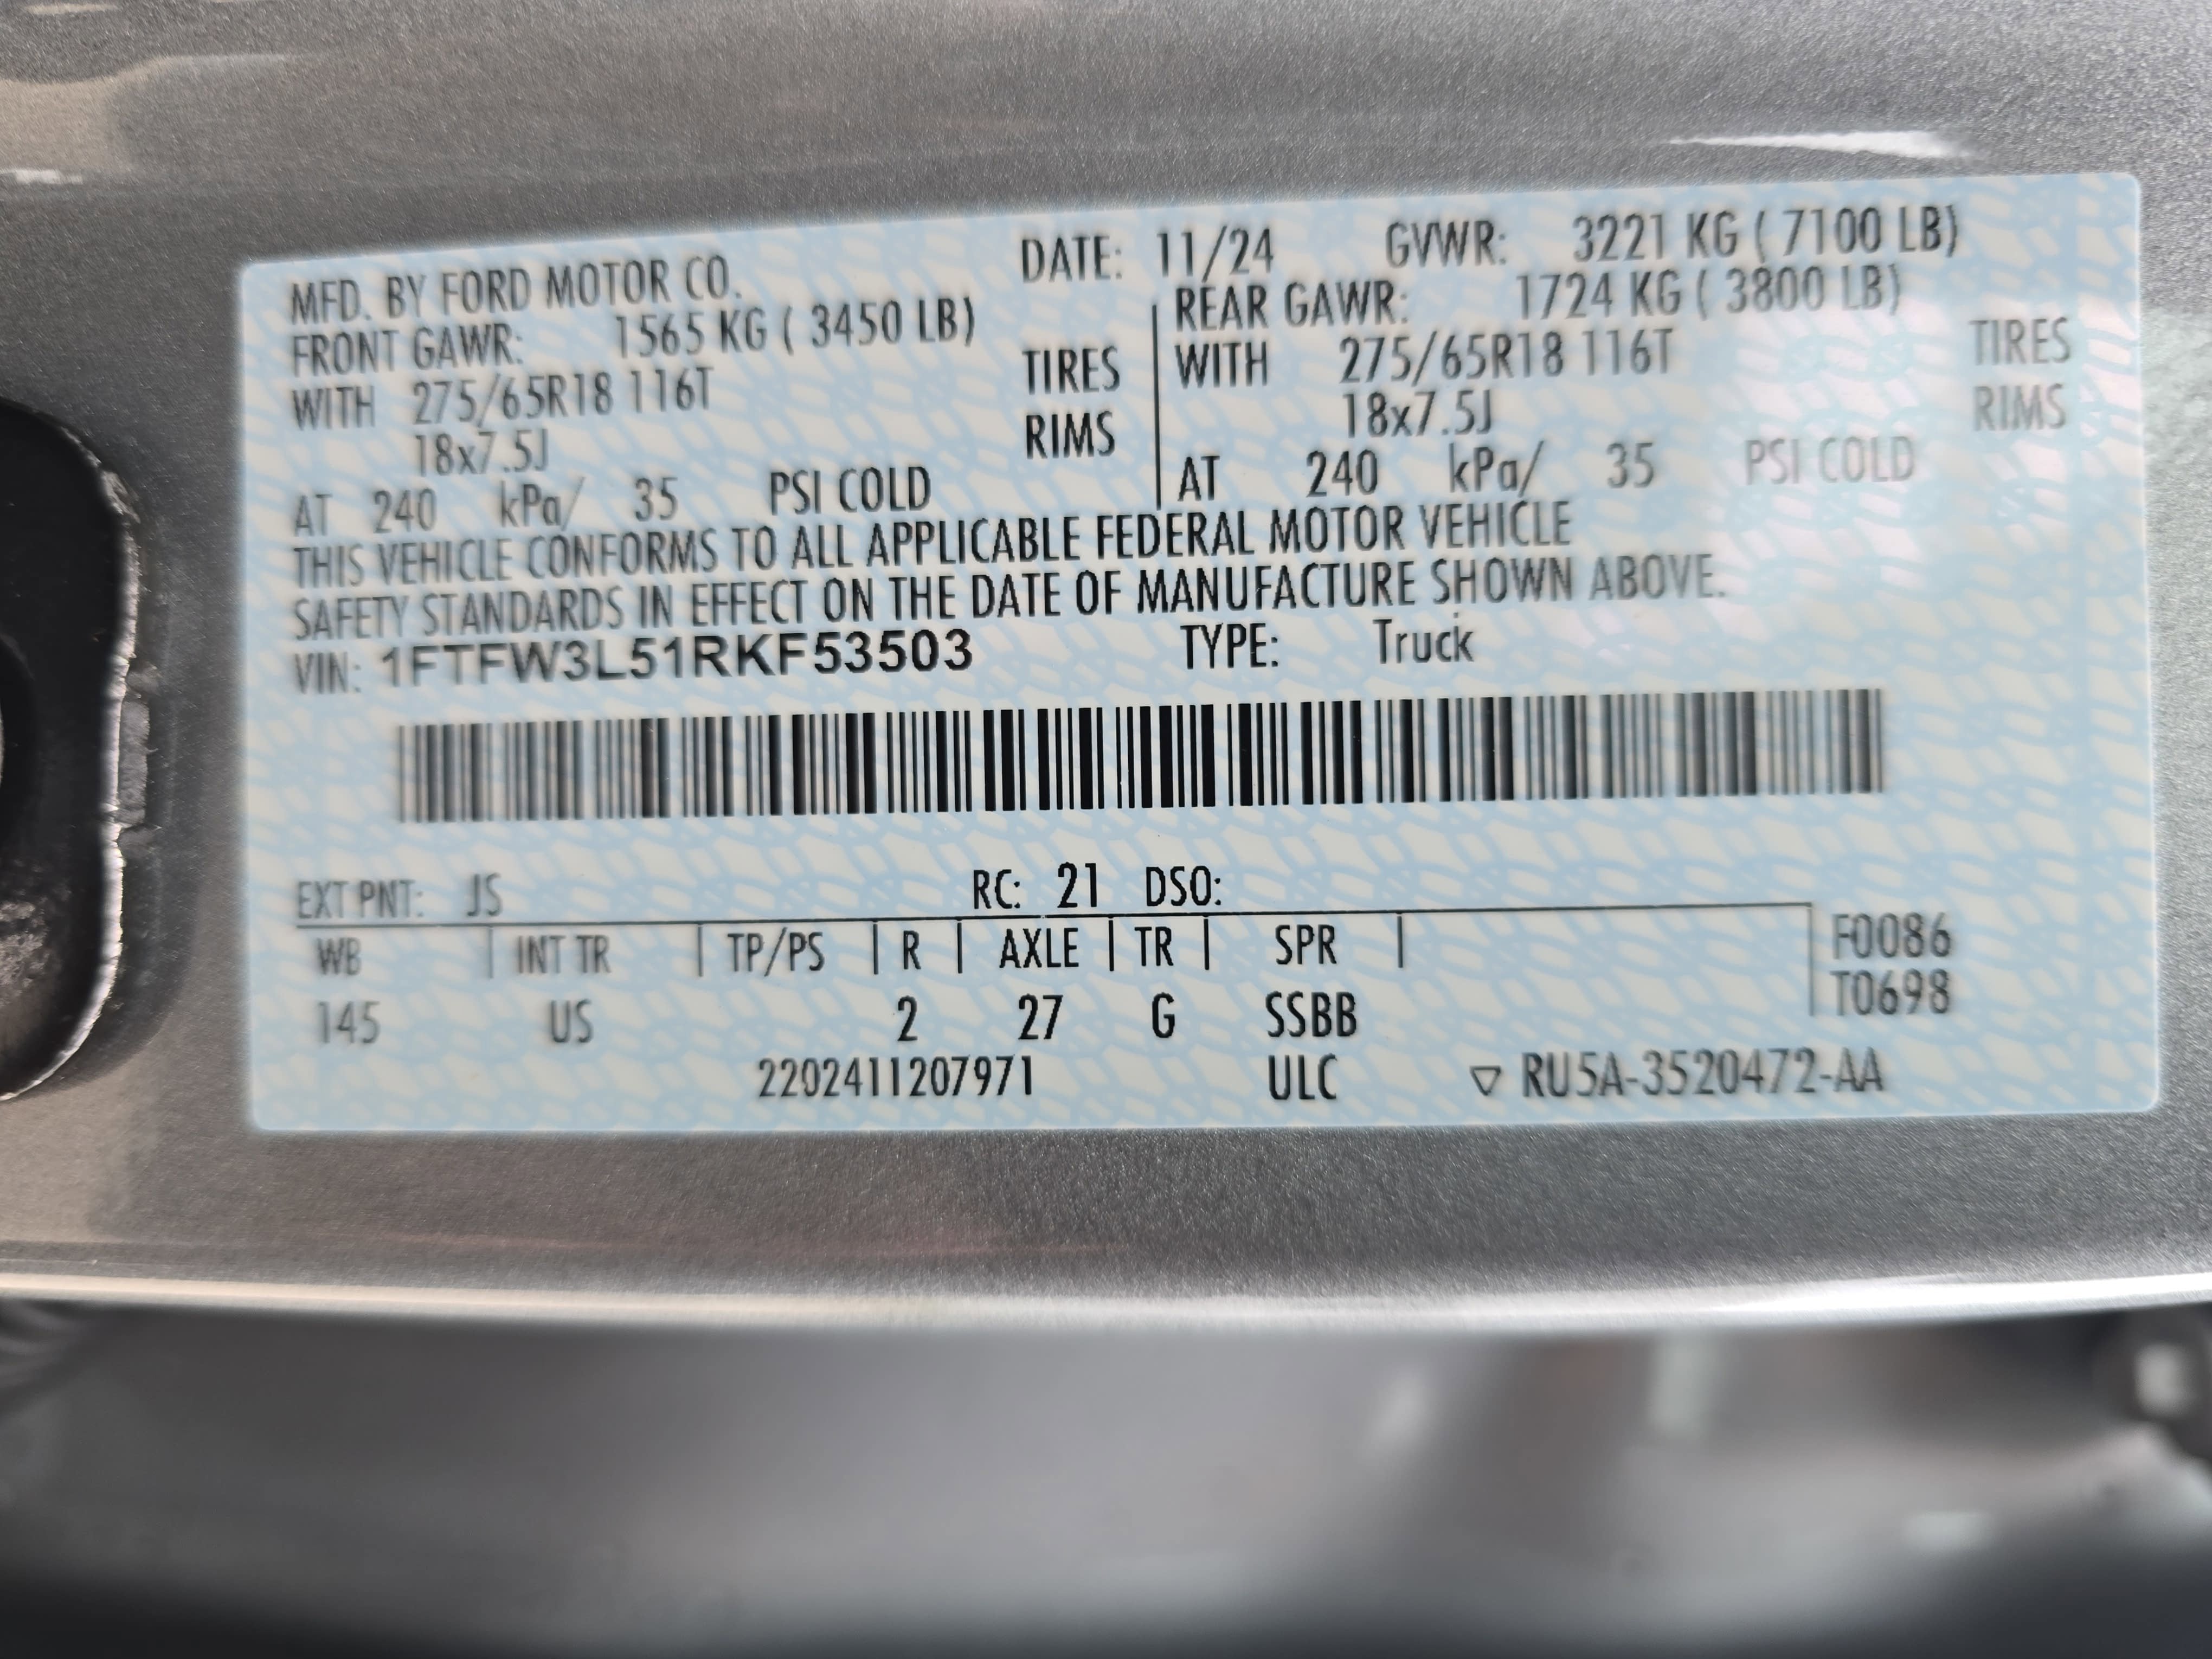 MFD. BY FORD MOTOR CO. DATE: 11/24 GVWR: 3221 KG ( 7100 LB)
FRONT GAWR: 1565 KG ( 3450 LB) REAR GAWR: 1724 KG ( 3800 LB)
WITH 275/65R18 116T TIRES WITH 275/65R18 116T TIRES
18x7.5J RIMS 18x7.5J RIMS
AT 240 kPa/ 35 PSI COLD AT 240 kPa/ 35 PSI COLD
THIS VEHICLE CONFORMS TO ALL APPLICABLE FEDERAL MOTOR VEHICLE
SAFETY STANDARDS IN EFFECT ON THE DATE OF MANUFACTURE SHOWN ABOVE.
VIN: 1FTFW3L51RKF53503 TYPE: Truck
EXT PNT: JS RC: 21 DSO:
WB | INT TR | TP/PS | R | AXLE | TR | SPR | F0086
T0698
145 US 2 27 G SSBB
2202411207971 ULC ▽ RU5A-3520472-AA